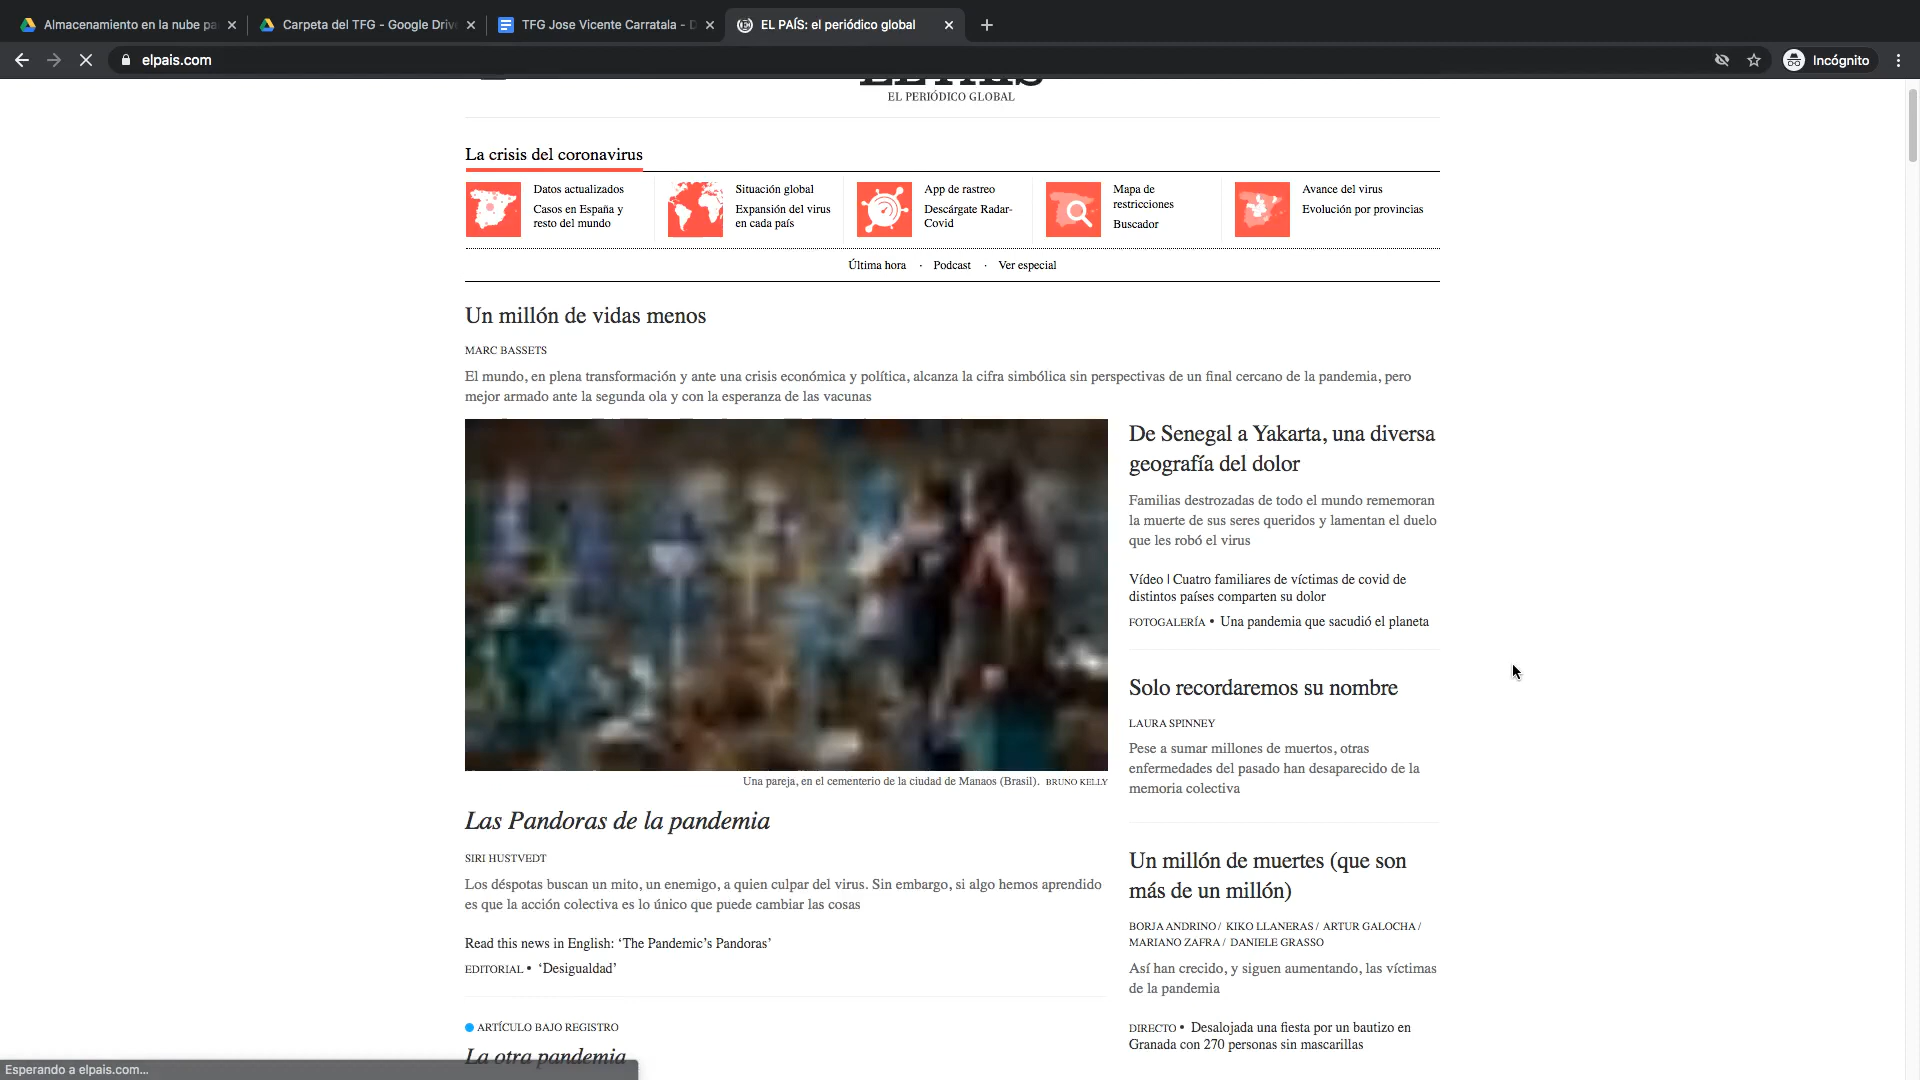 Almacenamiento en la nube pa
Carpeta del TFG - Google Drive
TFG Jose Vicente Carratala - D
EL PAÍS: el periódico global
elpais.com
Incógnito
EL PAÍS
EL PERIÓDICO GLOBAL
La crisis del coronavirus
Datos actualizados
Casos en España y
resto del mundo
Situación global
Expansión del virus
en cada país
App de rastreo
Descárgate Radar-
Covid
Mapa de
restricciones
Buscador
Avance del virus
Evolución por provincias
Última hora · Podcast · Ver especial
Un millón de vidas menos
MARC BASSETS
El mundo, en plena transformación y ante una crisis económica y política, alcanza la cifra simbólica sin perspectivas de un final cercano de la pandemia, pero
mejor armado ante la segunda ola y con la esperanza de las vacunas
Una pareja, en el cementerio de la ciudad de Manaos (Brasil). BRUNO KELLY
Las Pandoras de la pandemia
SIRI HUSTVEDT
Los déspotas buscan un mito, un enemigo, a quien culpar del virus. Sin embargo, si algo hemos aprendido
es que la acción colectiva es lo único que puede cambiar las cosas
Read this news in English: ‘The Pandemic’s Pandoras’
EDITORIAL • ‘Desigualdad’
ARTÍCULO BAJO REGISTRO
La otra pandemia
De Senegal a Yakarta, una diversa
geografía del dolor
Familias destrozadas de todo el mundo rememoran
la muerte de sus seres queridos y lamentan el duelo
que les robó el virus
Vídeo | Cuatro familiares de víctimas de covid de
distintos países comparten su dolor
FOTOGALERÍA • Una pandemia que sacudió el planeta
Solo recordaremos su nombre
LAURA SPINNEY
Pese a sumar millones de muertos, otras
enfermedades del pasado han desaparecido de la
memoria colectiva
Un millón de muertes (que son
más de un millón)
BORJA ANDRINO / KIKO LLANERAS / ARTUR GALOCHA /
MARIANO ZAFRA / DANIELE GRASSO
Así han crecido, y siguen aumentando, las víctimas
de la pandemia
DIRECTO • Desalojada una fiesta por un bautizo en
Granada con 270 personas sin mascarillas
Esperando a elpais.com...